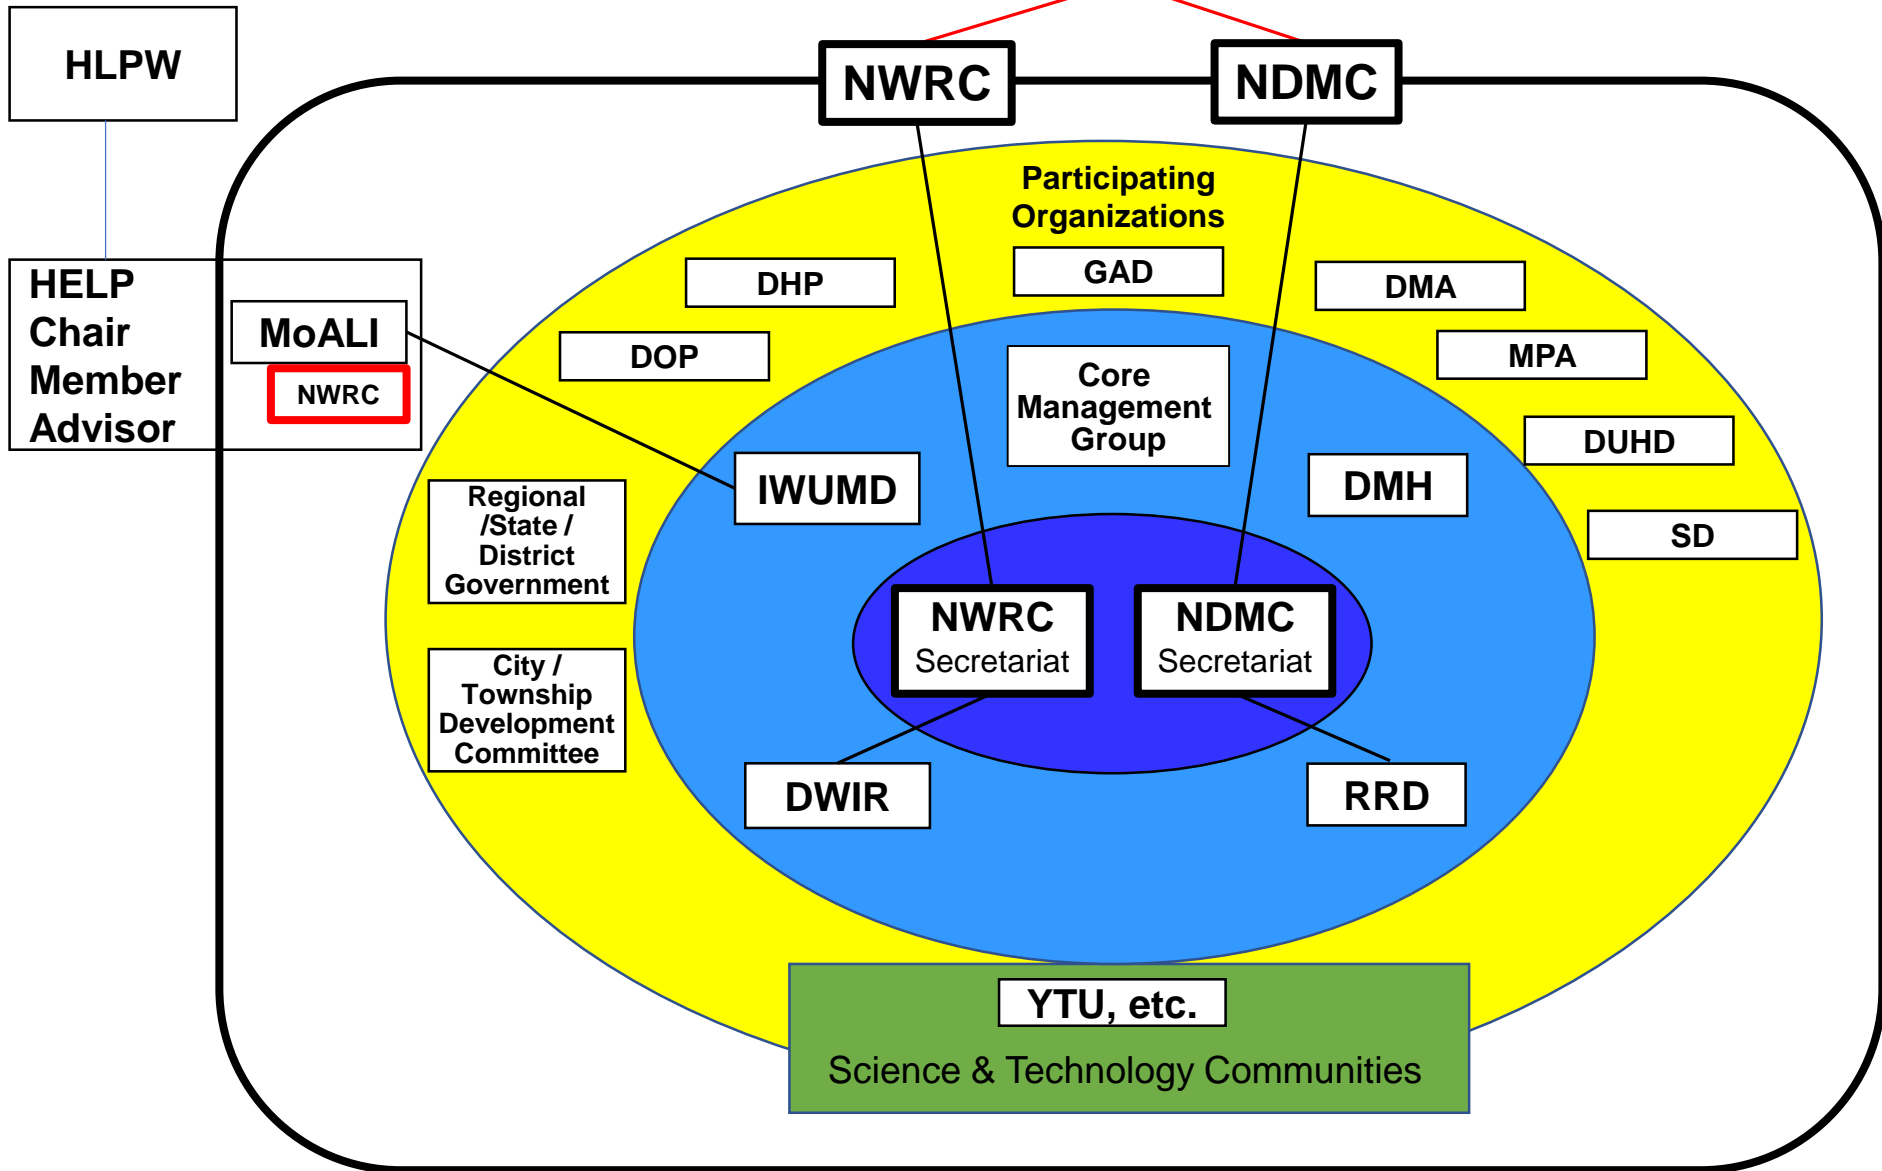 HLPW
NWRC
NDMC
HELP
Chair
Member
Advisor
MoALI
NWRC
Participating
Organizations
DHP
GAD
DMA
DOP
MPA
DUHD
SD
Core
Management
Group
IWUMD
DMH
Regional
/State /
District
Government
City /
Township
Development
Committee
NWRC
Secretariat
NDMC
Secretariat
DWIR
RRD
YTU, etc.
Science & Technology Communities